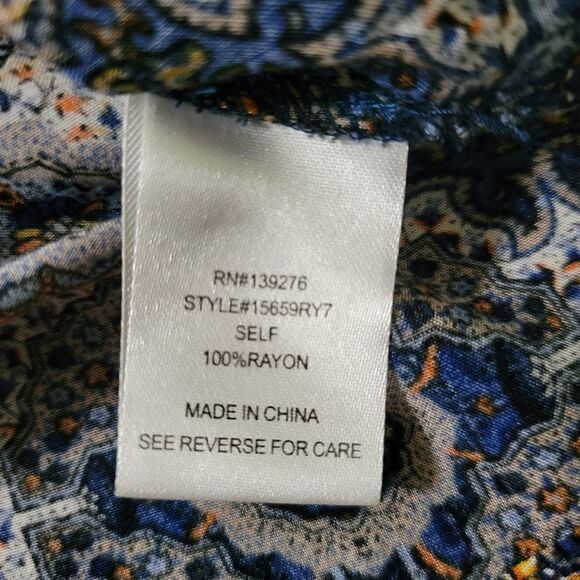 RN#139276
STYLE#15659RY7
SELF
100%RAYON
MADE IN CHINA
SEE REVERSE FOR CARE